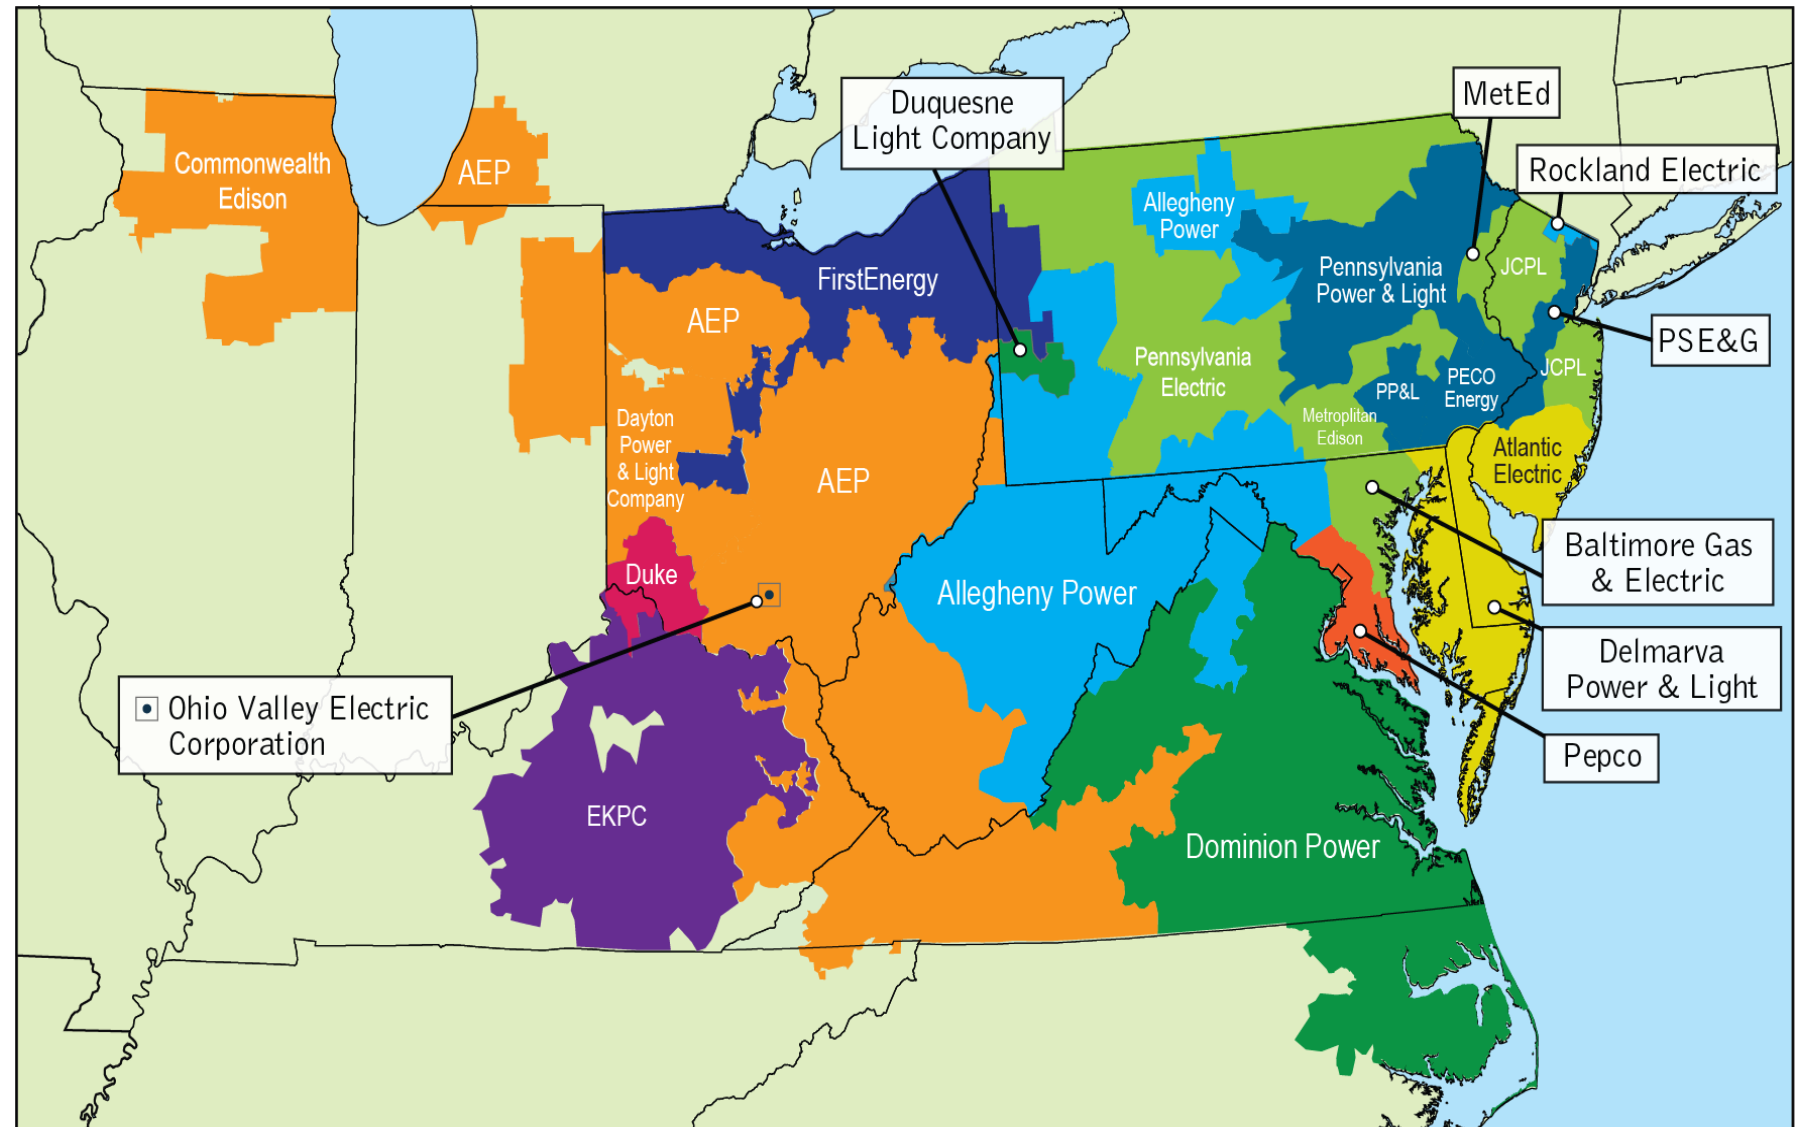 Duquesne
Light Company
MetEd
Rockland Electric
Commonwealth
Edison
AEP
Allegheny
Power
FirstEnergy
Pennsylvania
Power & Light
JCPL
AEP
PSE&G
Pennsylvania
Electric
JCPL
PP&L
PECO
Energy
Metroplitan
Edison
Dayton
Power
& Light
Company
AEP
Atlantic
Electric
Baltimore Gas
& Electric
Duke
Allegheny Power
Delmarva
Power & Light
Ohio Valley Electric
Corporation
Pepco
EKPC
Dominion Power